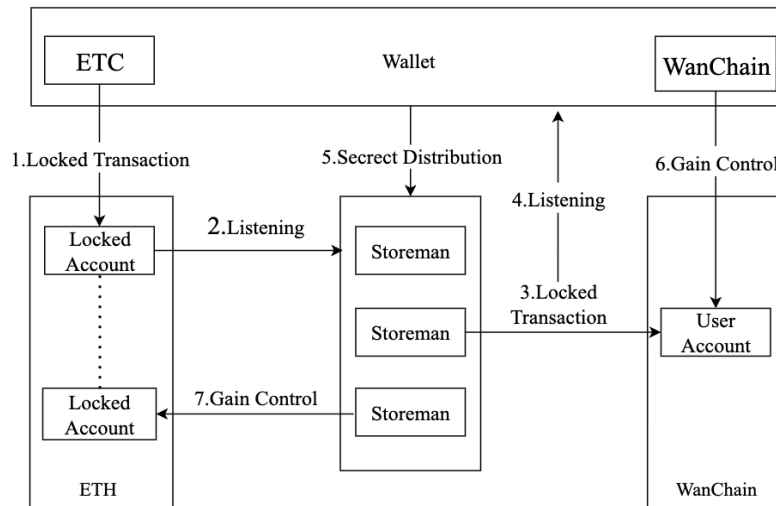 ETC
Wallet
WanChain
1.Locked Transaction
5.Secrect Distribution
6.Gain Control
4.Listening
Locked
Account
2.Listening
Storeman
3.Locked
Transaction
Storeman
User
Account
Locked
Account
7.Gain Control
Storeman
ETH
WanChain